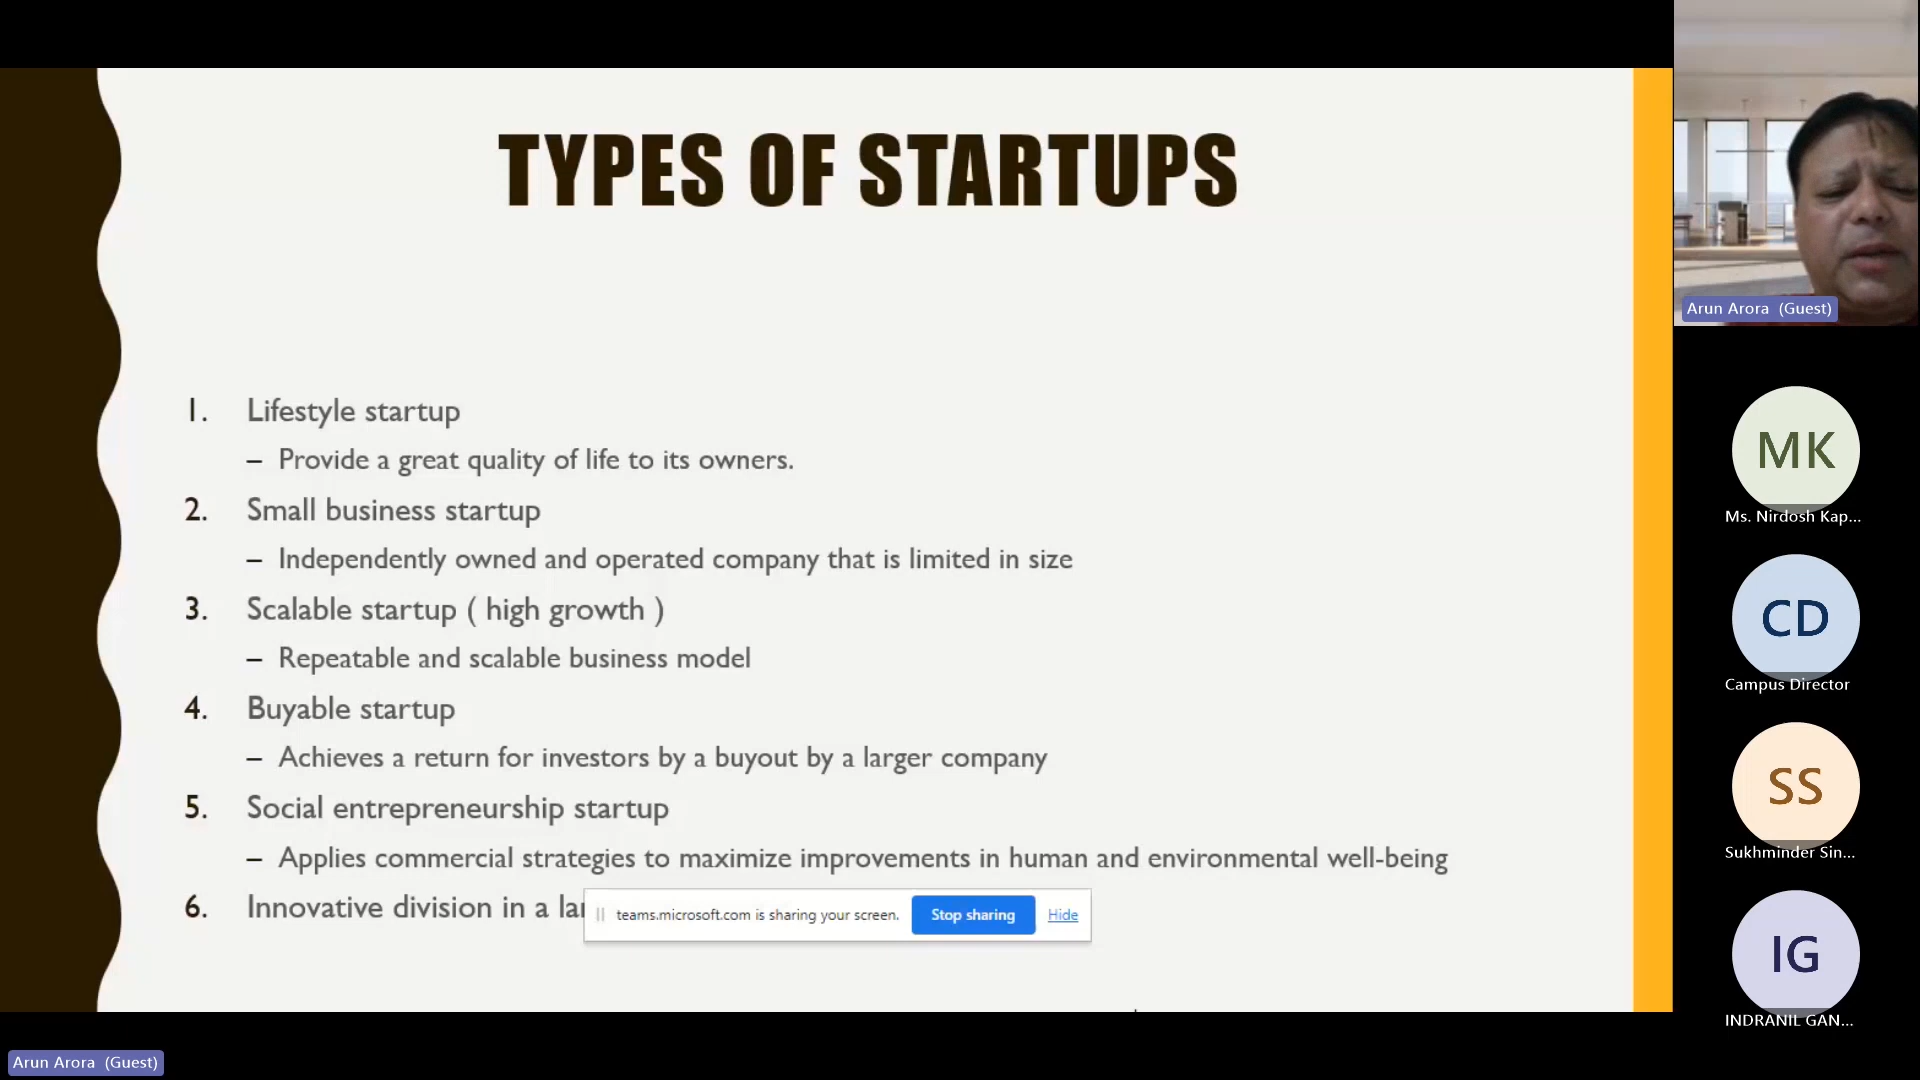 TYPES OF STARTUPS
1. Lifestyle startup
– Provide a great quality of life to its owners.
2. Small business startup
– Independently owned and operated company that is limited in size
3. Scalable startup ( high growth )
– Repeatable and scalable business model
4. Buyable startup
– Achieves a return for investors by a buyout by a larger company
5. Social entrepreneurship startup
– Applies commercial strategies to maximize improvements in human and environmental well-being
6. Innovative division in a
teams.microsoft.com is sharing your screen. Stop sharing Hide
Arun Arora (Guest)
MK
Ms. Nirdosh Kap...
CD
Campus Director
SS
Sukhminder Sin...
IG
INDRANIL GAN...
Arun Arora (Guest)